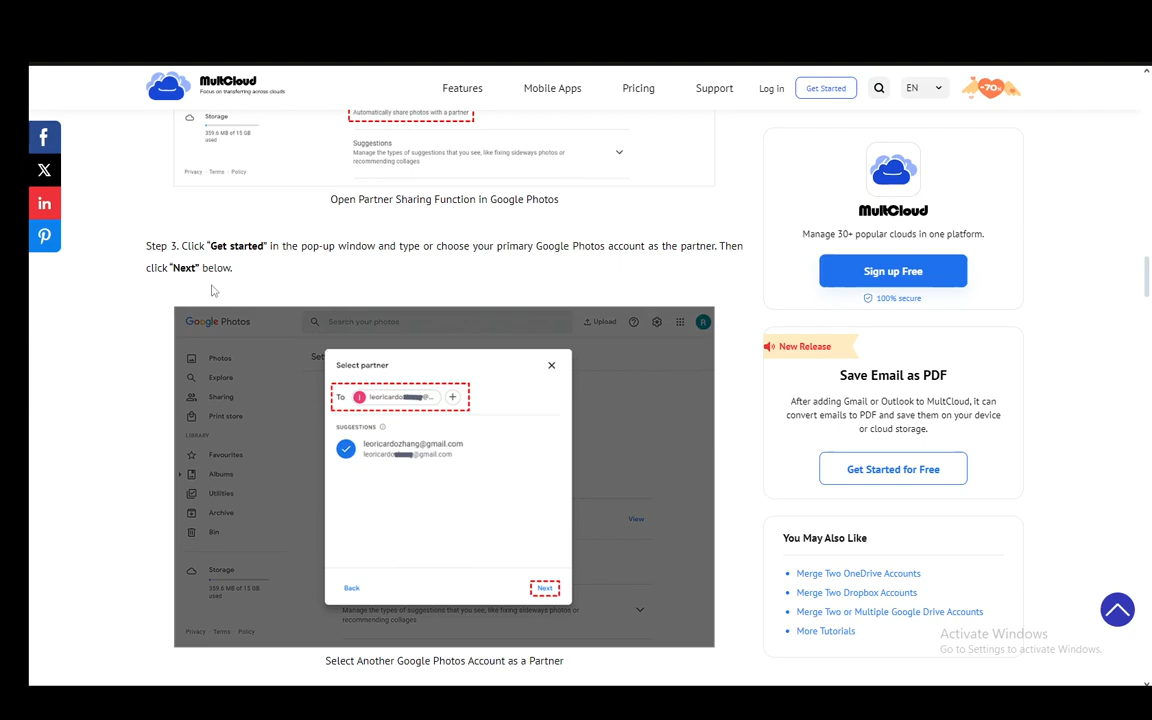 MultCloud
Focus on transferring across clouds
Features
Mobile Apps
Pricing
Support
Log in
Get Started
EN
-70%
Automatically share photos with a partner
Storage
359.6 MB of 15 GB
used
Suggestions
Manage the types of suggestions that you see, like fixing sideways photos or
recommending collages
Privacy · Terms · Policy
Open Partner Sharing Function in Google Photos
Step 3. Click “Get started” in the pop-up window and type or choose your primary Google Photos account as the partner. Then
click “Next” below.
Google Photos
Search your photos
Upload
R
Photos
Explore
Sharing
Print store
LIBRARY
Favourites
Albums
Utilities
Archive
Bin
Storage
359.6 MB of 15 GB
used
Privacy · Terms · Policy
Set
Select partner
To
leoricardoz
@...
SUGGESTIONS
leoricardozhang@gmail.com
leoricardo
@gmail.com
View
Back
Next
Manage the types of suggestions that you see, like fixing sideways photos or
recommending collages
Select Another Google Photos Account as a Partner
MultCloud
Manage 30+ popular clouds in one platform.
Sign up Free
100% secure
New Release
Save Email as PDF
After adding Gmail or Outlook to MultCloud, it can
convert emails to PDF and save them on your device
or cloud storage.
Get Started for Free
You May Also Like
Merge Two OneDrive Accounts
Merge Two Dropbox Accounts
Merge Two or Multiple Google Drive Accounts
More Tutorials
Activate Windows
Go to Settings to activate Windows.